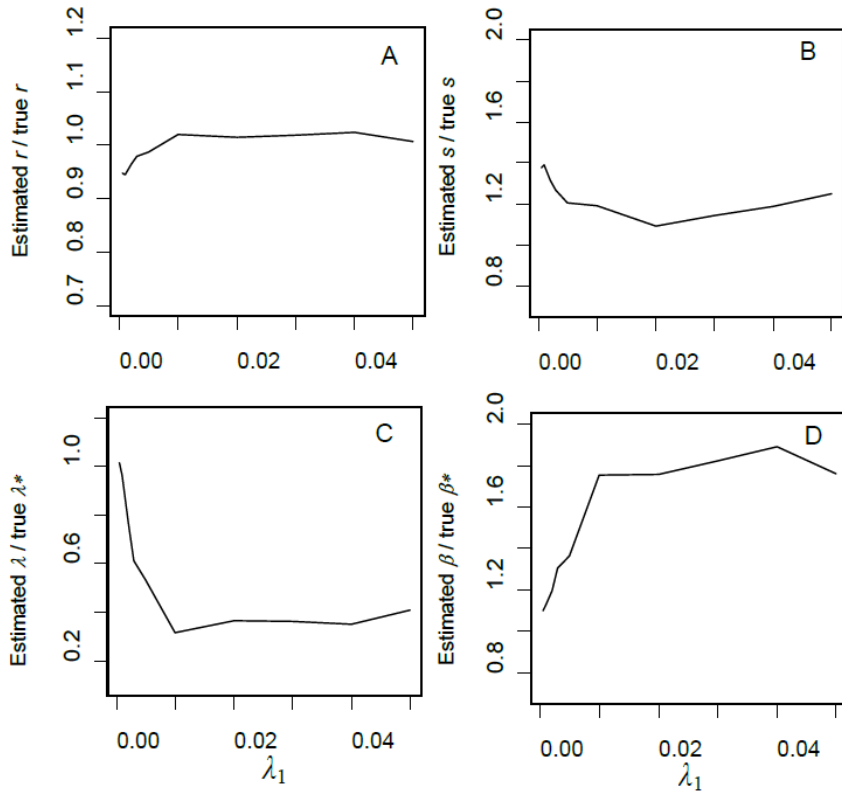 A
Estimated r / true r
1.2
1.1
1.0
0.9
0.8
0.7
0.00 0.02 0.04
B
Estimated s / true s
2.0
1.6
1.2
0.8
0.00 0.02 0.04
C
Estimated λ / true λ*
1.0
0.6
0.2
0.00 0.02 0.04
λ1
D
Estimated β / true β*
2.0
1.6
1.2
0.8
0.00 0.02 0.04
λ1